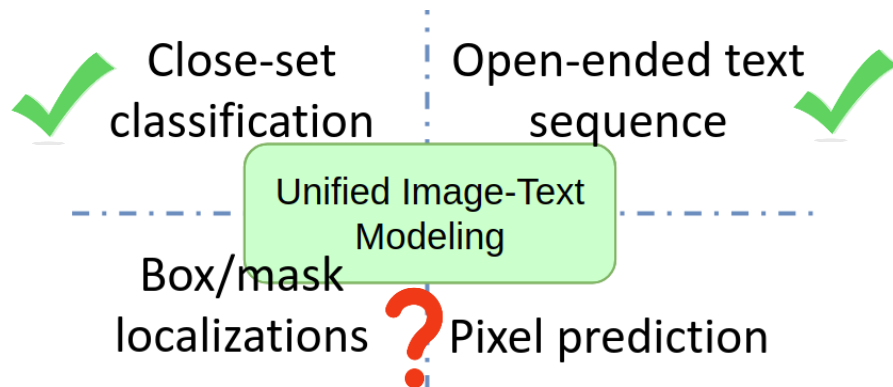 Close-set
classification
Open-ended text
sequence
Unified Image-Text
Modeling
Box/mask
localizations
?
Pixel prediction